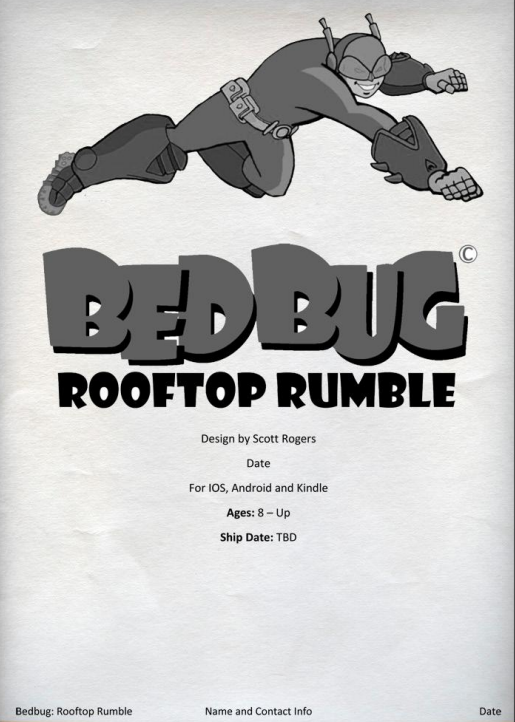 BEDBUG ©
ROOFTOP RUMBLE
Design by Scott Rogers
Date
For IOS, Android and Kindle
Ages: 8 – Up
Ship Date: TBD
Bedbug: Rooftop Rumble Name and Contact Info Date